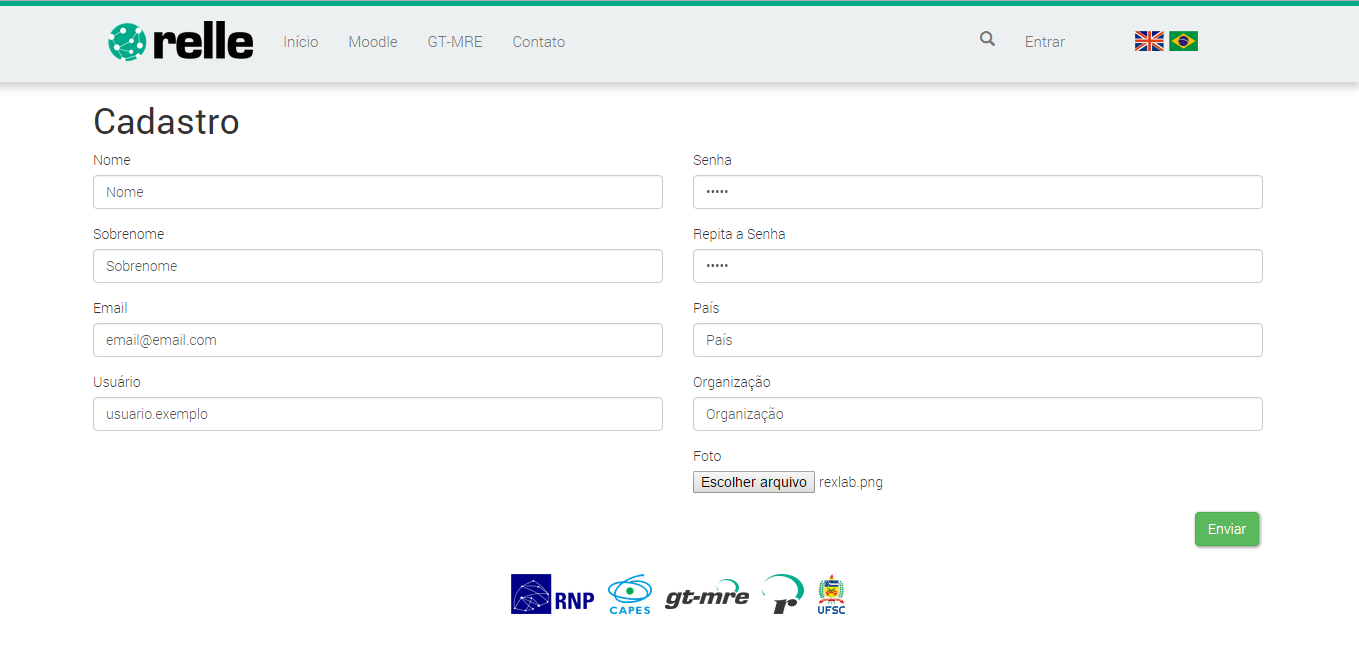 relle Início Moodle GT-MRE Contato Entrar
Cadastro
Nome
Nome
Sobrenome
Sobrenome
Email
email@email.com
Usuário
usuario.exemplo
Senha
•••••
Repita a Senha
•••••
País
País
Organização
Organização
Foto
Escolher arquivo rexlab.png
Enviar
RNP CAPES gt-mre r UFSC